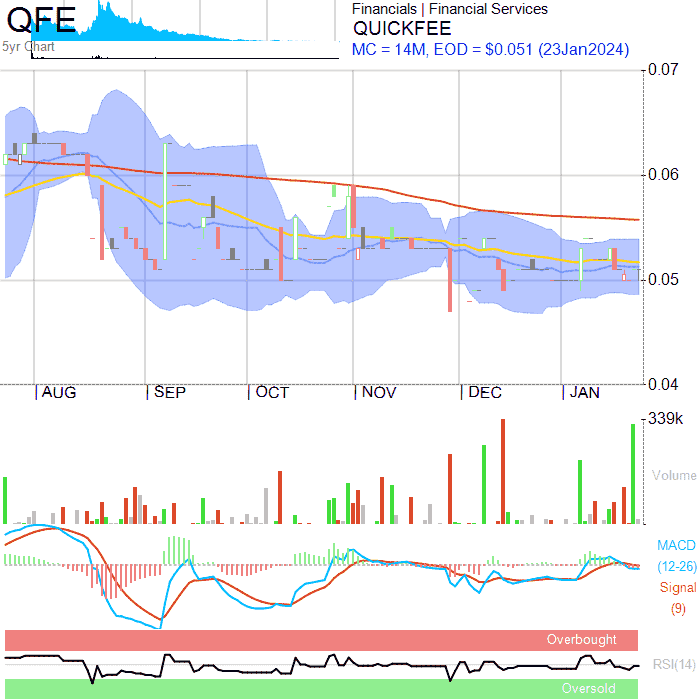 QFE
5yr Chart
Financials | Financial Services
QUICKFEE
MC = 14M, EOD = $0.051 (23Jan2024)
0.07
0.06
0.05
0.04
AUG
SEP
OCT
NOV
DEC
JAN
339k
Volume
MACD
(12-26)
Signal
(9)
Overbought
RSI(14)
Oversold